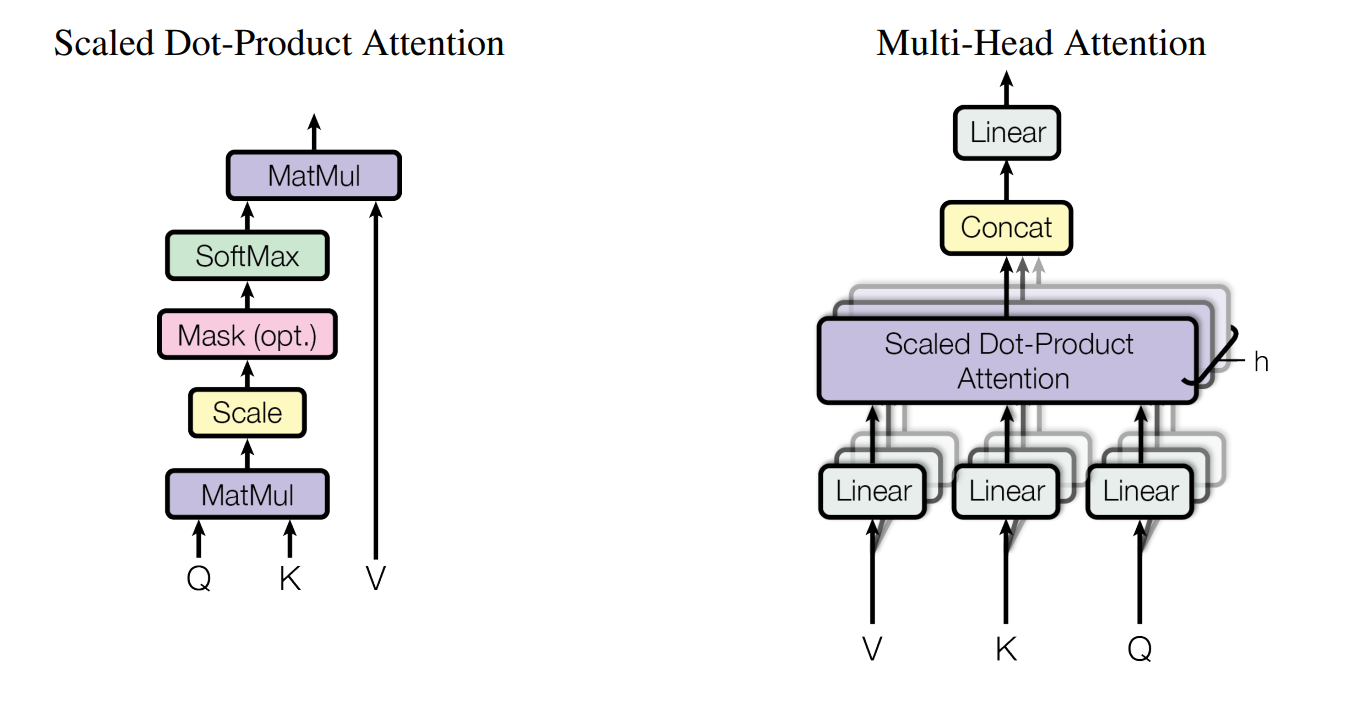 Scaled Dot-Product Attention
MatMul
SoftMax
Mask (opt.)
Scale
MatMul
Q K V
Multi-Head Attention
Linear
Concat
Scaled Dot-Product
Attention
h
Linear Linear Linear
V K Q